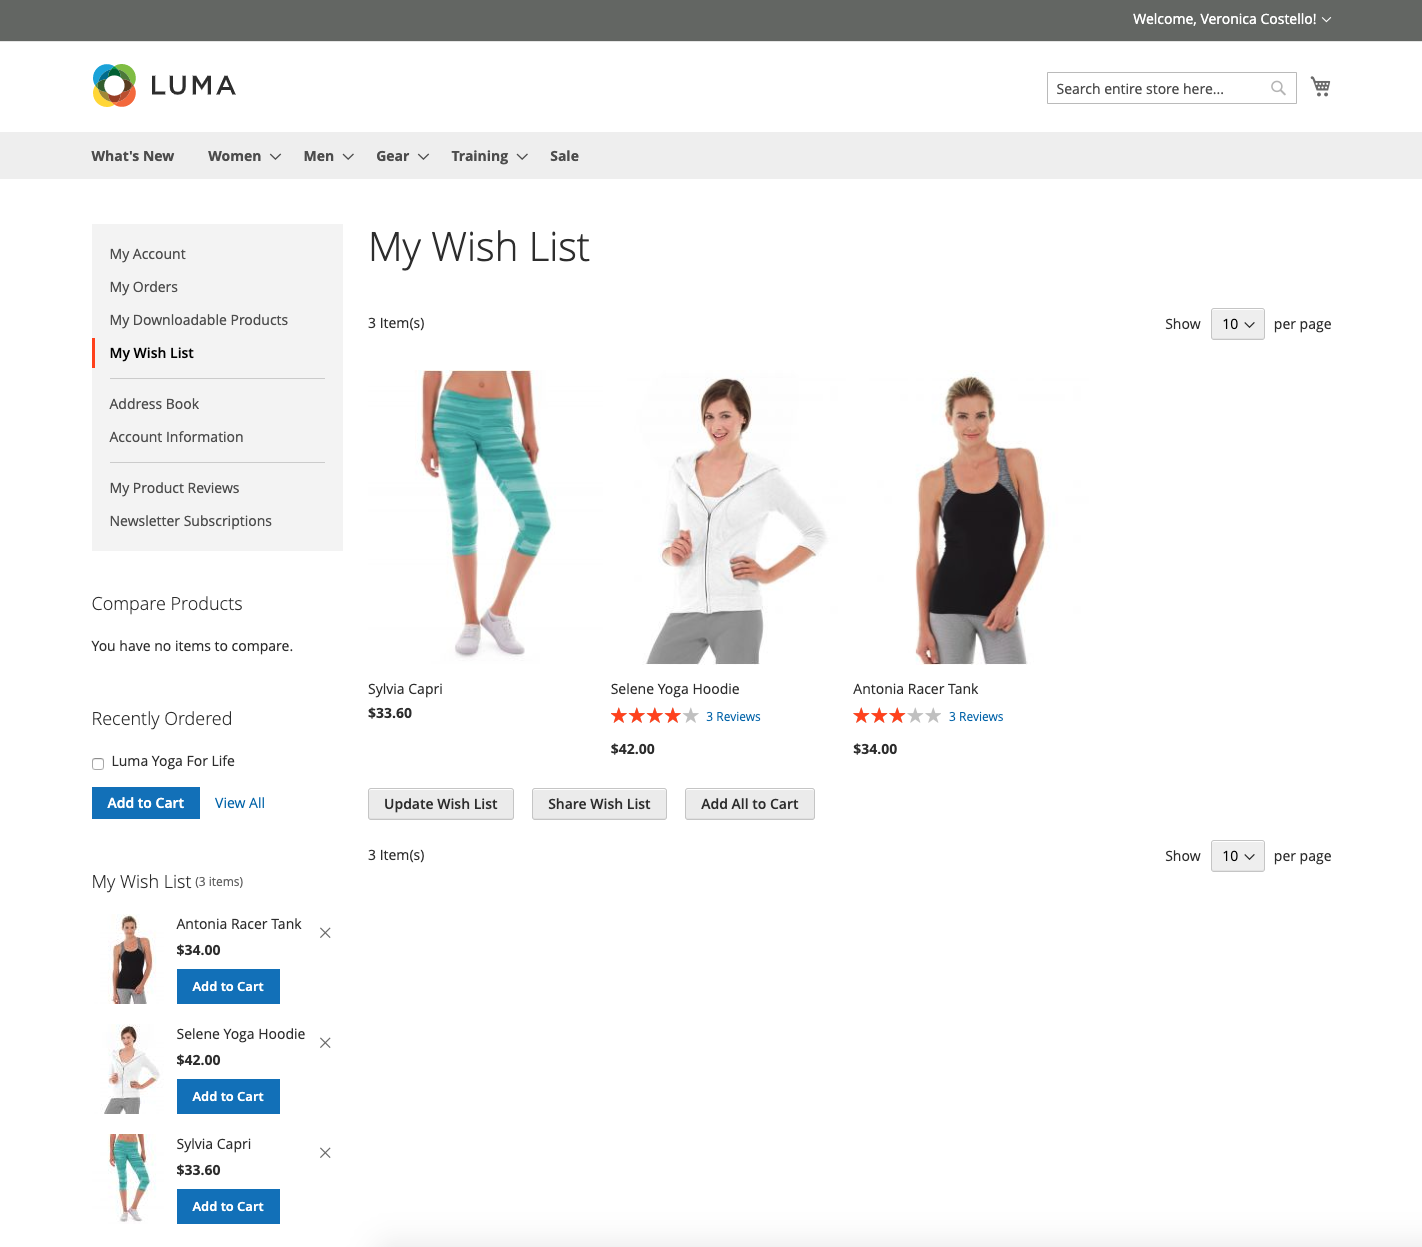 Welcome, Veronica Costello!
LUMA
Search entire store here...
What's New Women Men Gear Training Sale
My Account
My Orders
My Downloadable Products
My Wish List
Address Book
Account Information
My Product Reviews
Newsletter Subscriptions
Compare Products
You have no items to compare.
Recently Ordered
Luma Yoga For Life
Add to Cart View All
My Wish List (3 items)
Antonia Racer Tank
$34.00
Add to Cart
Selene Yoga Hoodie
$42.00
Add to Cart
Sylvia Capri
$33.60
Add to Cart
My Wish List
3 Item(s) Show 10 per page
Sylvia Capri
$33.60
Selene Yoga Hoodie
3 Reviews
$42.00
Antonia Racer Tank
3 Reviews
$34.00
Update Wish List Share Wish List Add All to Cart
3 Item(s) Show 10 per page